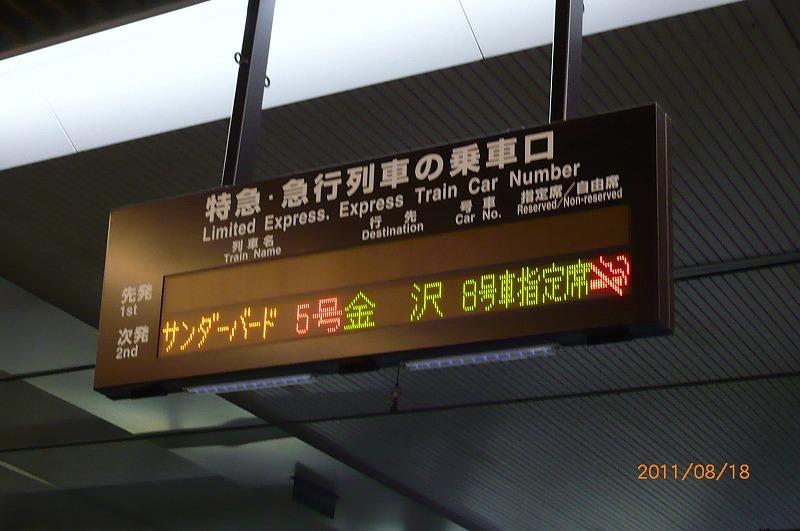 特急・急行列車の乗車口
Limited Express. Express Train Car Number
列車名 行先 号車 指定席/自由席
Train Name Destination Car No. Reserved/Non-reserved
先発
1st
次発
2nd
サンダーバード 5号 金沢 8号車指定席
2011/08/18